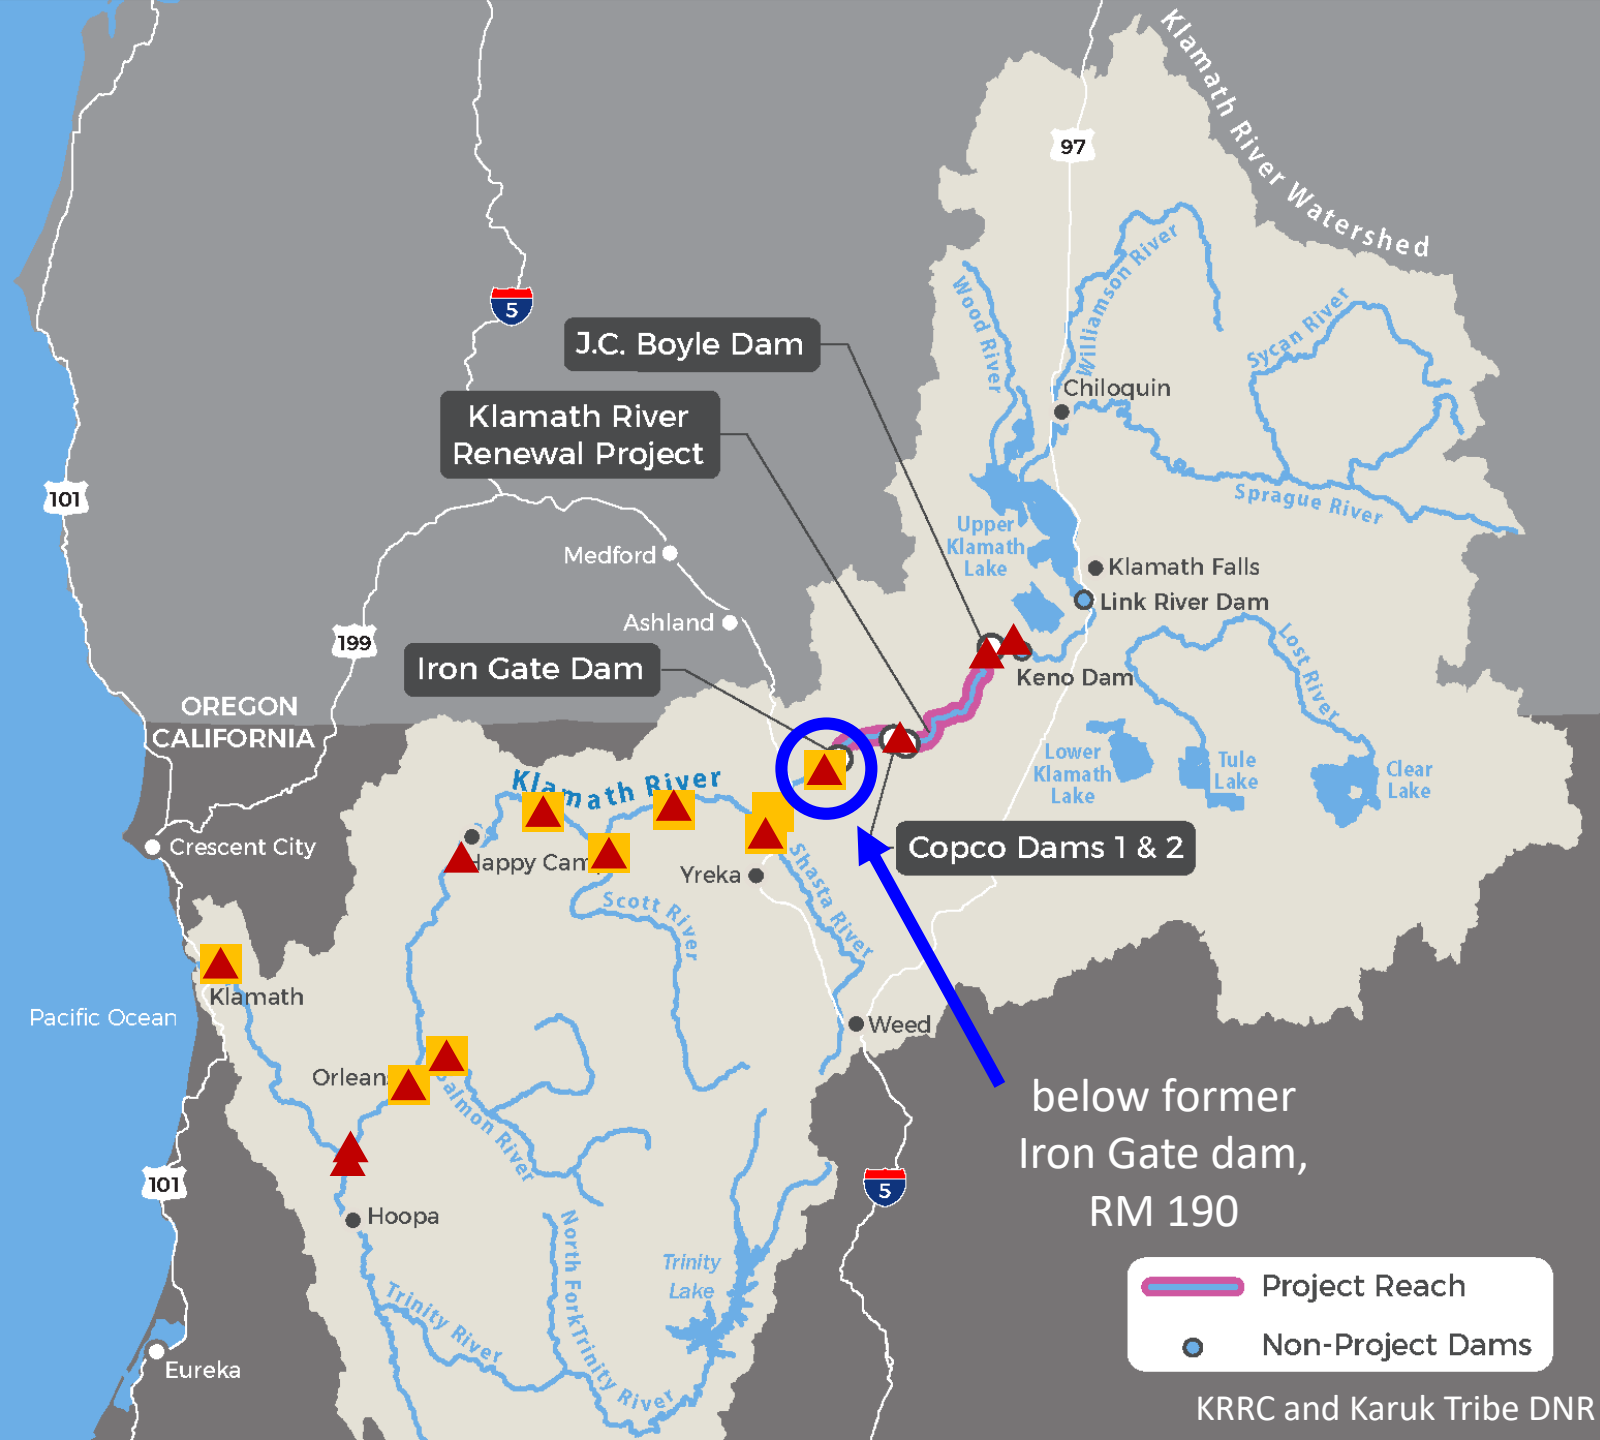 Klamath River Watershed
97
Wood River
Williamson River
Sycan River
5
J.C. Boyle Dam
Chiloquin
Klamath River
Renewal Project
101
Sprague River
Upper
Klamath
Lake
Medford
Klamath Falls
Link River Dam
Ashland
199
Iron Gate Dam
Keno Dam
Lost River
OREGON
CALIFORNIA
Lower
Klamath
Lake
Tule
Lake
Clear
Lake
Klamath River
Crescent City
Happy Cam
Yreka
Shasta River
Copco Dams 1 & 2
Scott River
Klamath
Pacific Ocean
Weed
Orleans
Salmon River
below former
Iron Gate dam,
RM 190
101
5
Hoopa
North Fork Trinity River
Trinity
Lake
Trinity River
Project Reach
Non-Project Dams
Eureka
KRRC and Karuk Tribe DNR